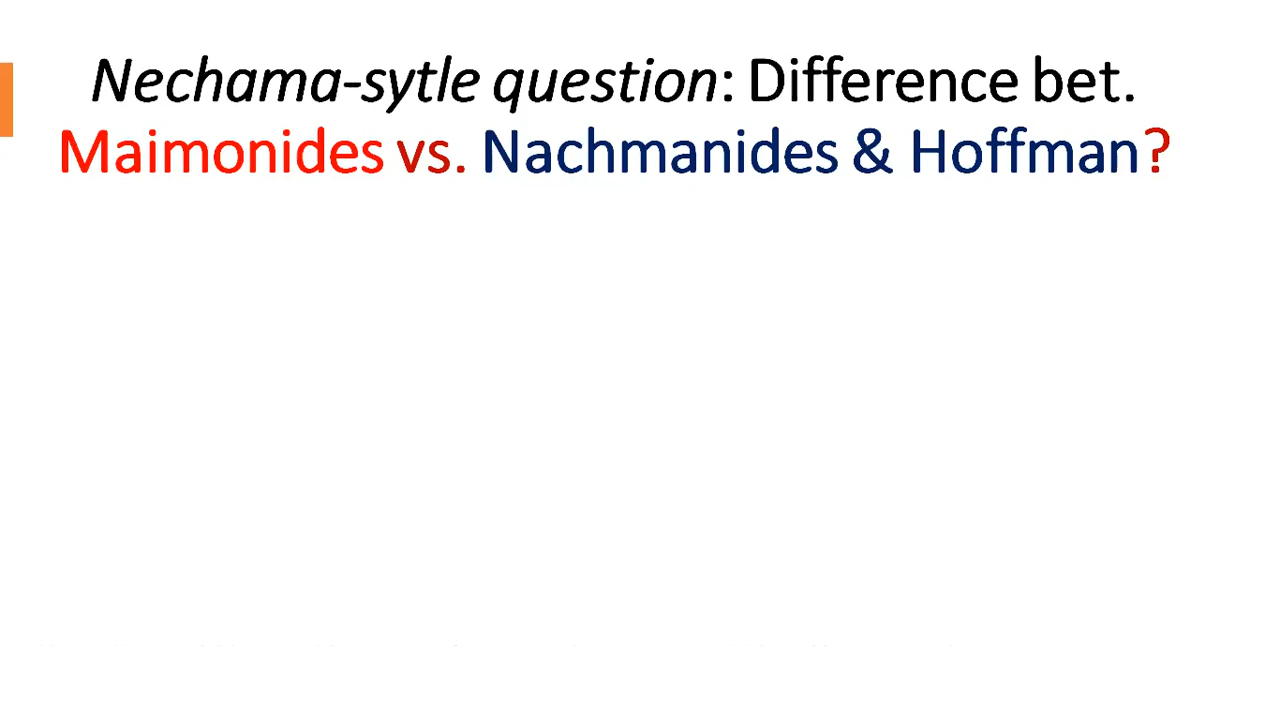 Nechama-sytle question: Difference bet.
Maimonides vs. Nachmanides & Hoffman?